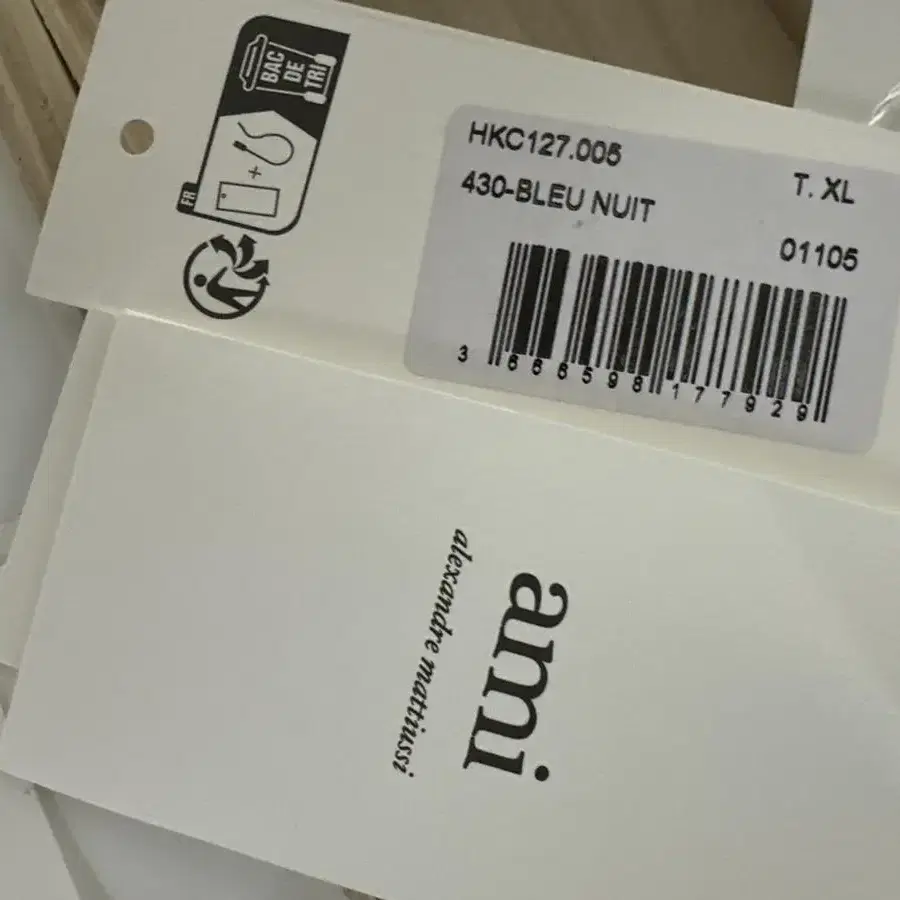 BAC
DE
TRI
FR
HKC127.005
T. XL
430-BLEU NUIT
01105
3 666598 177929
ami
alexandre mattiussi